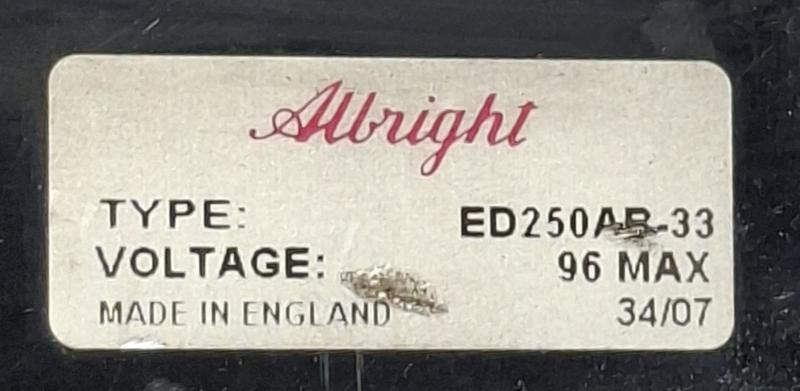 Albright
TYPE: ED250AB-33
VOLTAGE: 96 MAX
MADE IN ENGLAND 34/07